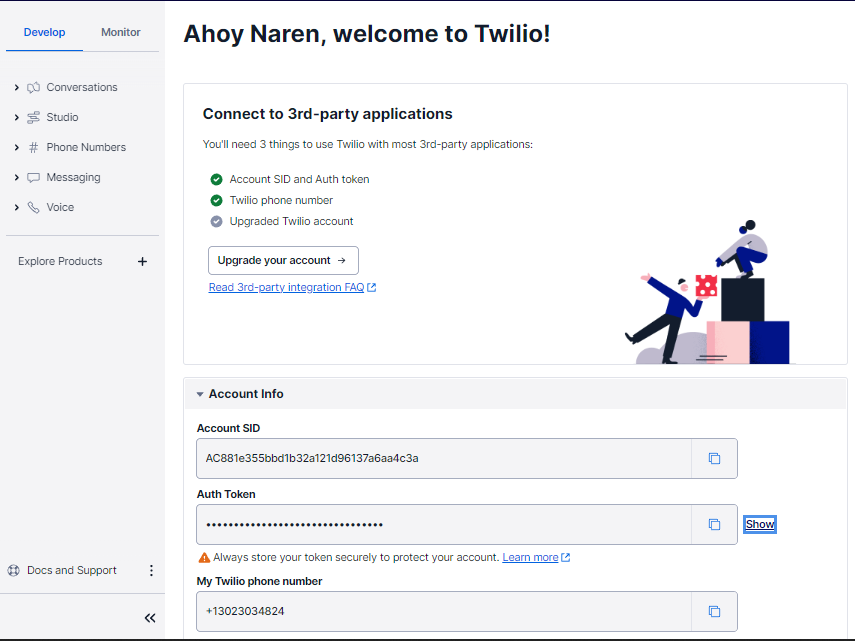 Develop
Monitor
Conversations
Studio
Phone Numbers
Messaging
Voice
Explore Products
Docs and Support
Ahoy Naren, welcome to Twilio!
Connect to 3rd-party applications
You'll need 3 things to use Twilio with most 3rd-party applications:
Account SID and Auth token
Twilio phone number
Upgraded Twilio account
Upgrade your account →
Read 3rd-party integration FAQ
Account Info
Account SID
AC881e355bbd1b32a121d96137a6aa4c3a
Auth Token
••••••••••••••••••••••••••••••••
Show
Always store your token securely to protect your account. Learn more
My Twilio phone number
+13023034824